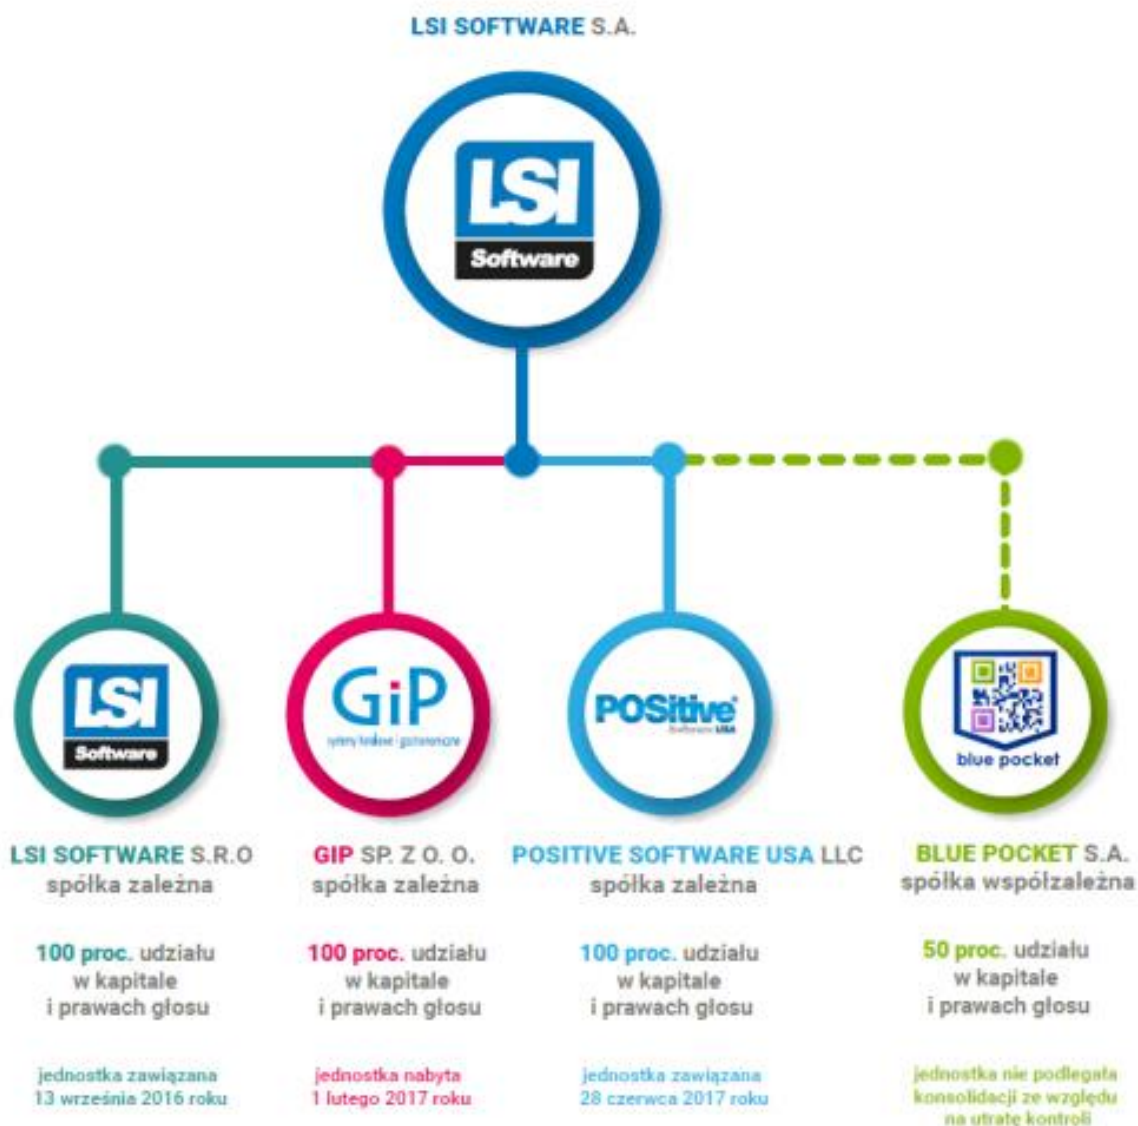 LSI SOFTWARE S.A.
LSI
Software
LSI
Software
GiP
POSitive®
Software USA
blue pocket
LSI SOFTWARE S.R.O
spółka zależna
100 proc. udziału
w kapitale
i prawach głosu
jednostka zawiązana
13 września 2016 roku
GIP SP. Z O. O.
spółka zależna
100 proc. udziału
w kapitale
i prawach głosu
jednostka nabyta
1 lutego 2017 roku
POSITIVE SOFTWARE USA LLC
spółka zależna
100 proc. udziału
w kapitale
i prawach głosu
jednostka zawiązana
28 czerwca 2017 roku
BLUE POCKET S.A.
spółka współzależna
50 proc. udziału
w kapitale
i prawach głosu
jednostka nie podlegała
konsolidacji ze względu
na utratę kontroli